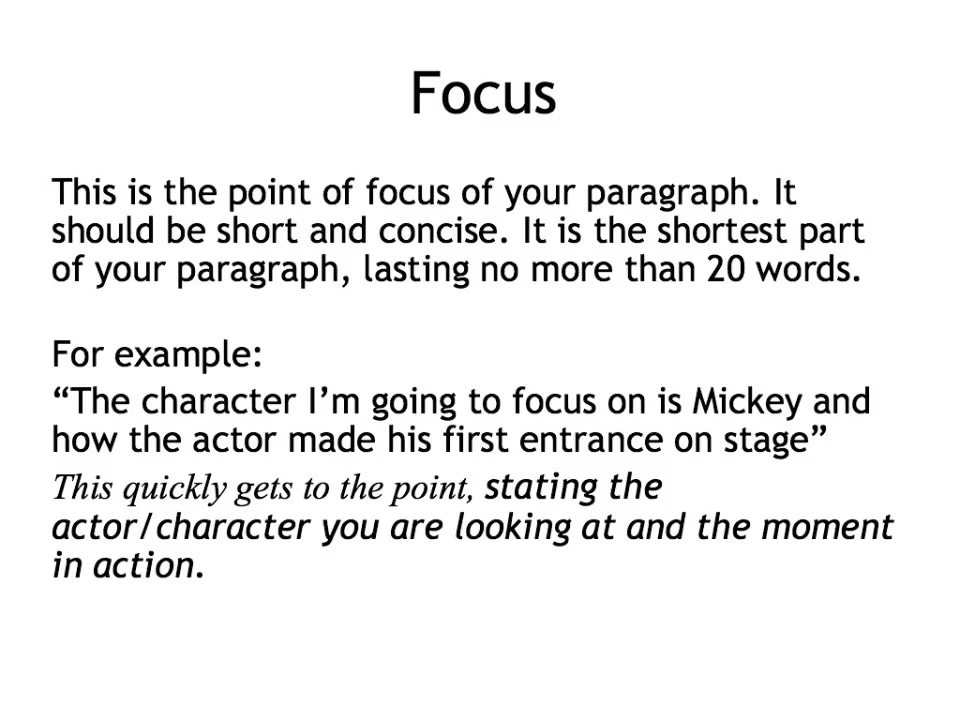 Focus
This is the point of focus of your paragraph. It
should be short and concise. It is the shortest part
of your paragraph, lasting no more than 20 words.
For example:
“The character I’m going to focus on is Mickey and
how the actor made his first entrance on stage”
This quickly gets to the point, stating the
actor/character you are looking at and the moment
in action.